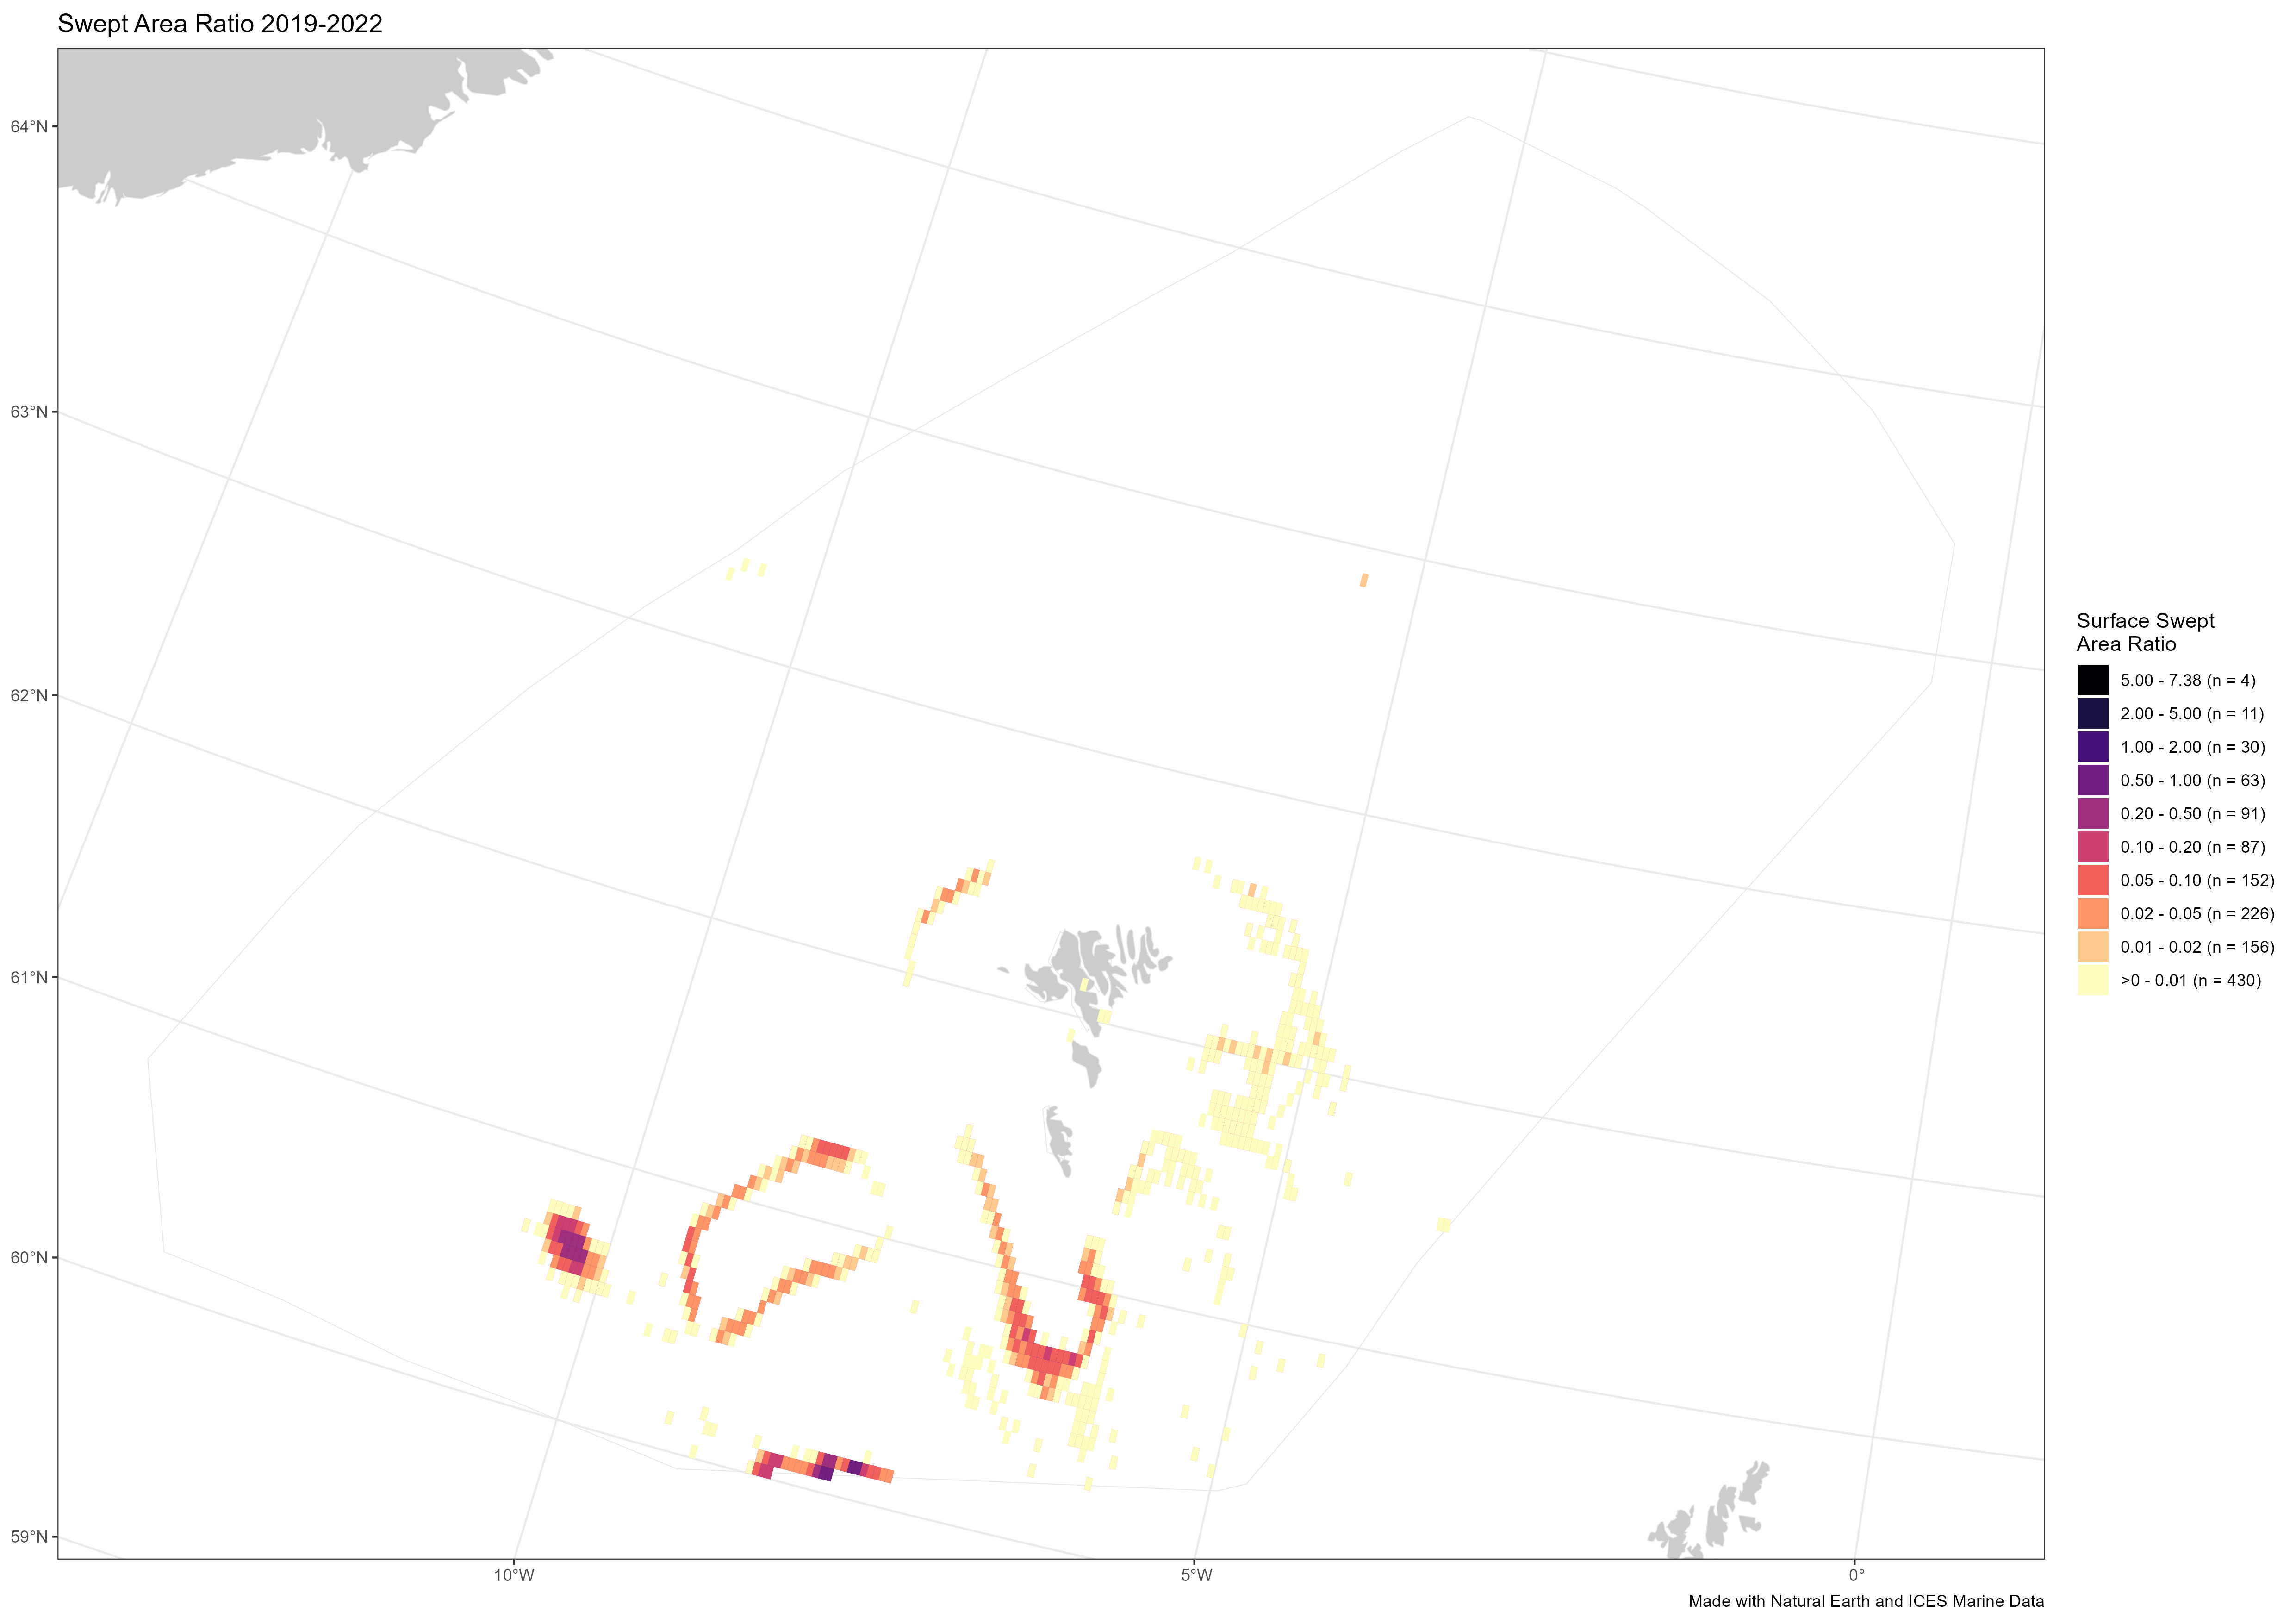 Swept Area Ratio 2019-2022
64°N
63°N
62°N
61°N
60°N
59°N
10°W
5°W
0°
Surface Swept
Area Ratio
5.00 - 7.38 (n = 4)
2.00 - 5.00 (n = 11)
1.00 - 2.00 (n = 30)
0.50 - 1.00 (n = 63)
0.20 - 0.50 (n = 91)
0.10 - 0.20 (n = 87)
0.05 - 0.10 (n = 152)
0.02 - 0.05 (n = 226)
0.01 - 0.02 (n = 156)
>0 - 0.01 (n = 430)
Made with Natural Earth and ICES Marine Data